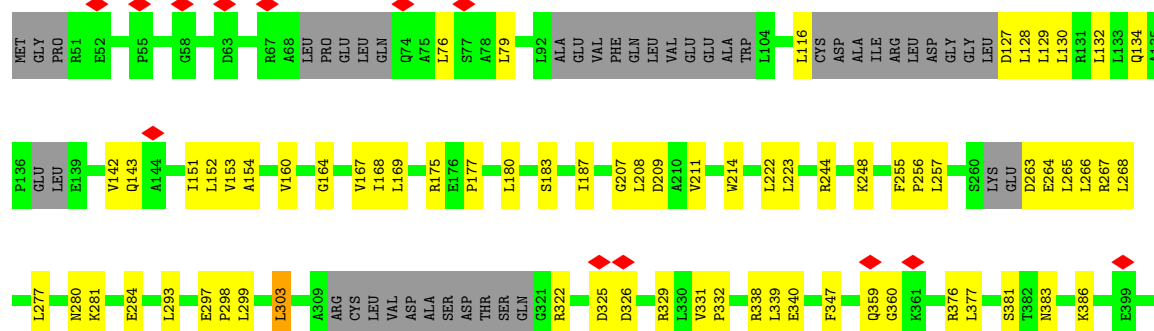 MET GLY PRO R51 E52 P55 G58 D63 R67 A68 LEU PRO GLU LEU GLN Q74 A75 L76 S77 A78 L79 L92 ALA GLU VAL PHE GLN LEU VAL GLU GLU ALA TRP L104 L116 CYS ASP ALA ILE ARG LEU ASP GLY GLY LEU D127 L128 L129 L130 R131 L132 L133 Q134 A135
P136 GLU LEU E139 V142 Q143 A144 I151 L152 V153 A154 V160 G164 V167 I168 L169 R175 E176 P177 L180 S183 I187 G207 L208 D209 A210 V211 W214 L222 L223 R244 K248 F255 P256 L257 S260 LYS GLU D263 E264 L265 L266 R267 L268
L277 N280 K281 E284 L293 E297 P298 L299 L303 A309 ARG CYS LEU VAL ASP ALA SER ASP THR SER GLN G321 R322 D325 D326 R329 L330 V331 P332 R338 L339 E340 F347 Q359 G360 K361 R376 L377 S381 T382 N383 K386 E399